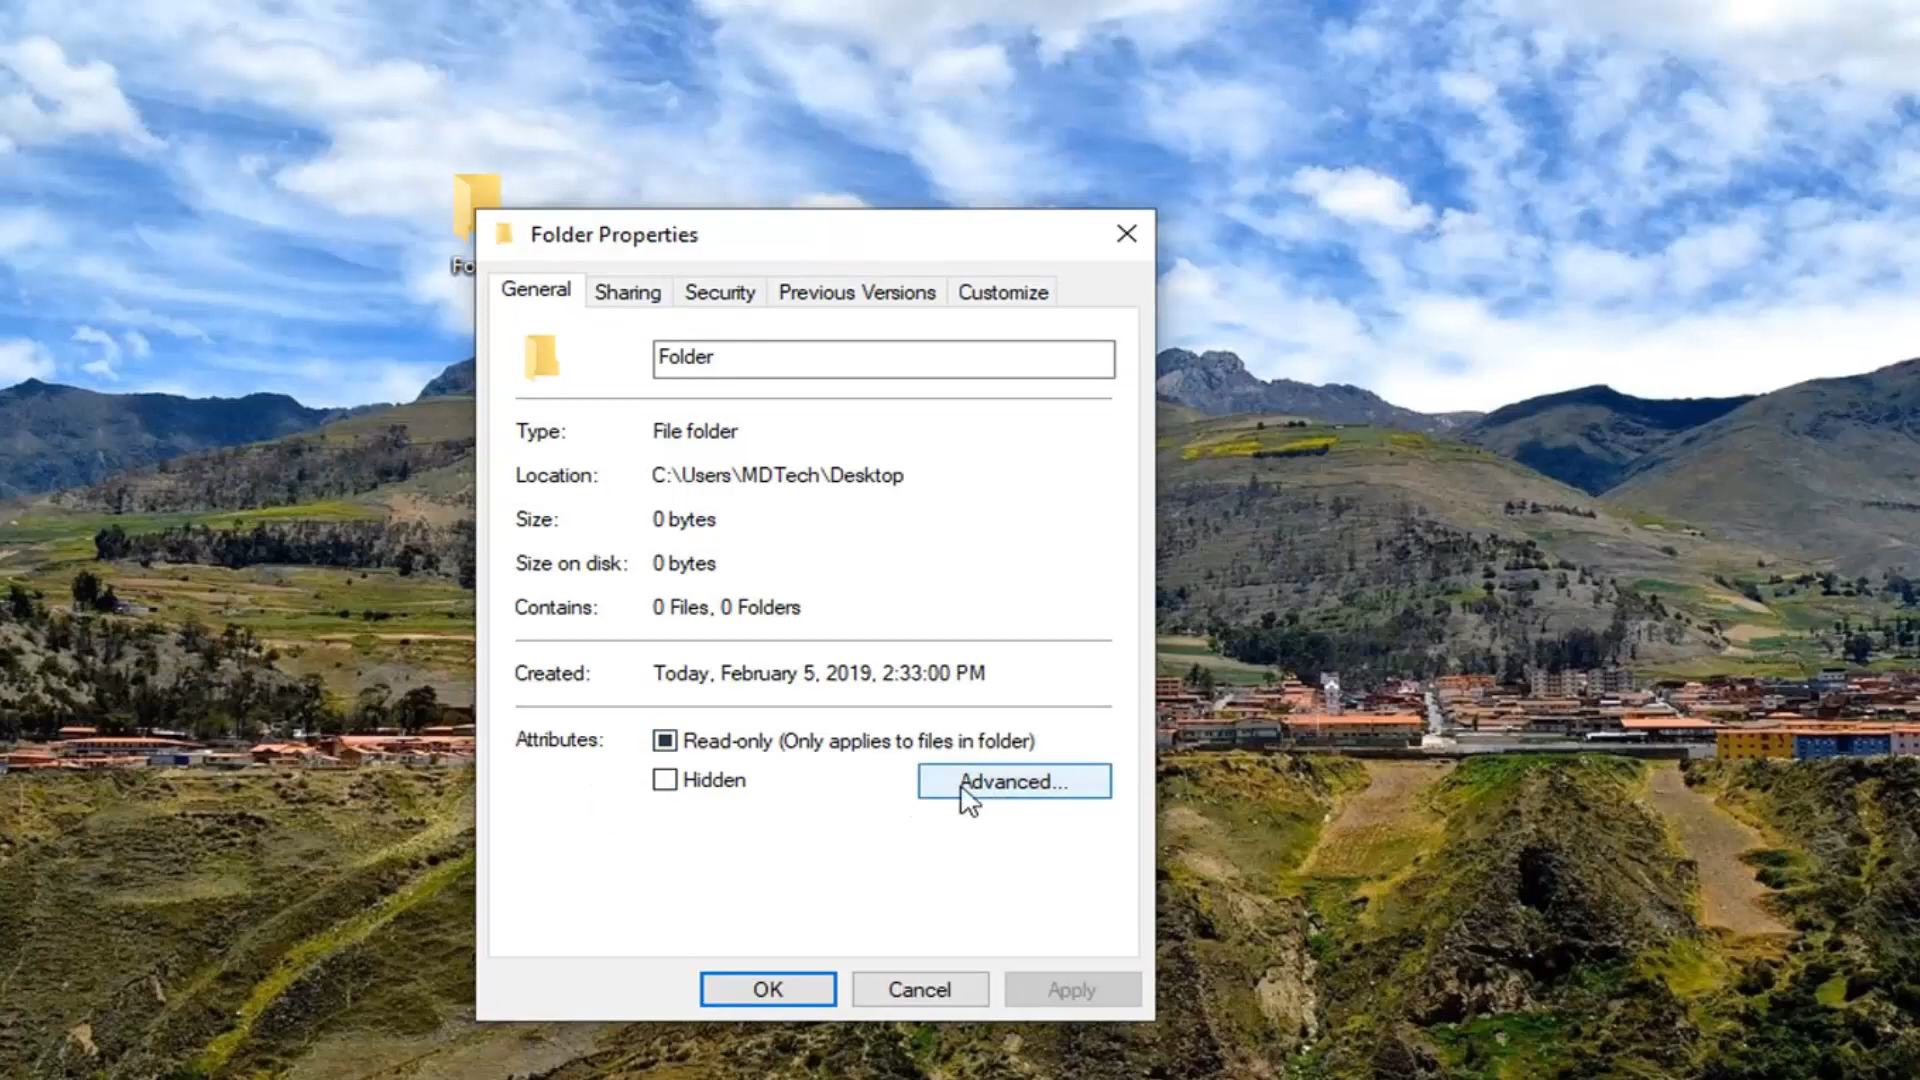 Fo
Folder Properties
General Sharing Security Previous Versions Customize
Folder
Type: File folder
Location: C:\Users\MDTech\Desktop
Size: 0 bytes
Size on disk: 0 bytes
Contains: 0 Files, 0 Folders
Created: Today, February 5, 2019, 2:33:00 PM
Attributes: Read-only (Only applies to files in folder)
Hidden Advanced...
OK Cancel Apply